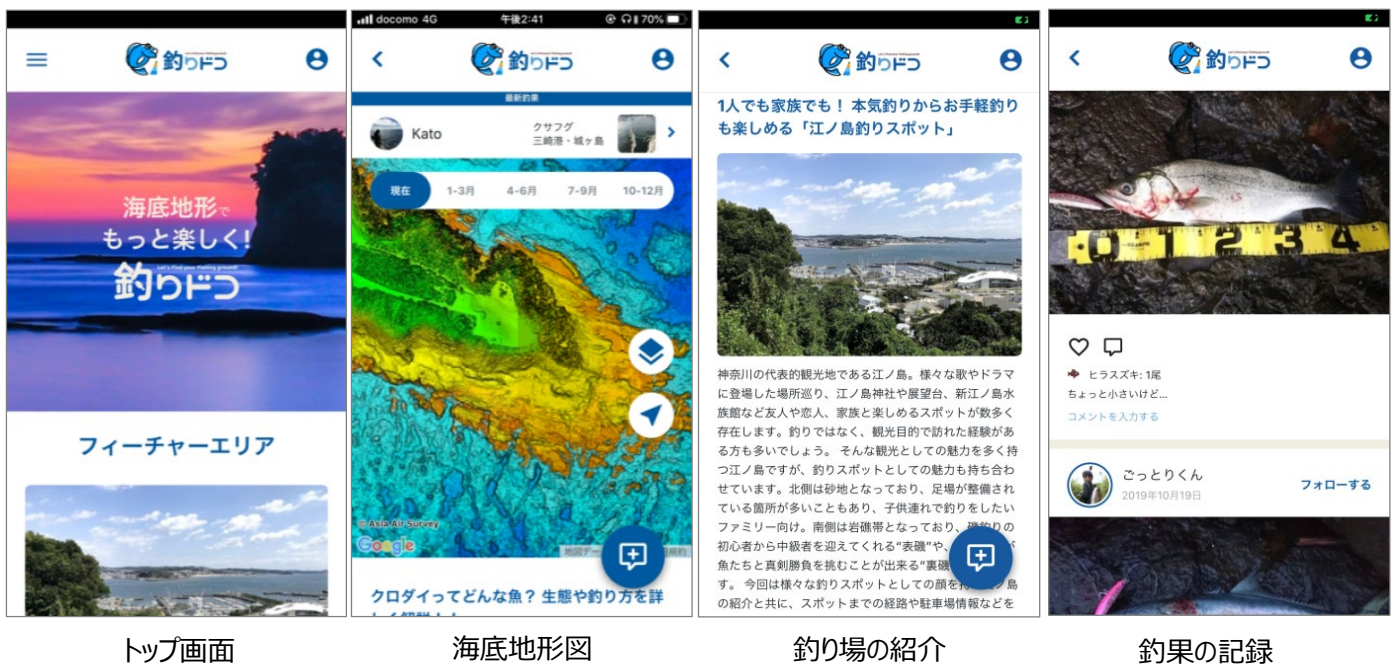 釣りドコ
海底地形で
もっと楽しく!
Let's Find your Fishing ground!
釣りドコ
フィーチャーエリア
トップ画面
docomo 4G 午後2:41 70%
釣りドコ
最新釣果
Kato
クサフグ
三崎港・城ヶ島
現在 1-3月 4-6月 7-9月 10-12月
© Asia Air Survey
Google
地図デー
規約
クロダイってどんな魚? 生態や釣り方を詳
海底地形図
釣りドコ
1人でも家族でも! 本気釣りからお手軽釣り
も楽しめる「江ノ島釣りスポット」
神奈川の代表的観光地である江ノ島。様々な歌やドラマ
に登場した場所巡り、江ノ島神社や展望台、新江ノ島水
族館など友人や恋人、家族と楽しめるスポットが数多く
存在します。釣りではなく、観光目的で訪れた経験があ
る方も多いでしょう。 そんな観光としての魅力を多く持
つ江ノ島ですが、釣りスポットとしての魅力も持ち合わ
せています。北側は砂地となっており、足場が整備され
ている箇所が多いこともあり、子供連れで釣りをしたい
ファミリー向け。南側は岩礁帯となっており、磯釣りの
初心者から中級者を迎えてくれる“表磯”や、
が
魚たちと真剣勝負を挑むことが出来る“裏磯
す。 今回は様々な釣りスポットとしての顔を持
島
の紹介と共に、スポットまでの経路や駐車場情報などを
釣り場の紹介
釣りドコ
0 1 2 3 4
ヒラスズキ: 1尾
ちょっと小さいけど...
コメントを入力する
ごっとりくん
2019年10月19日
フォローする
釣果の記録